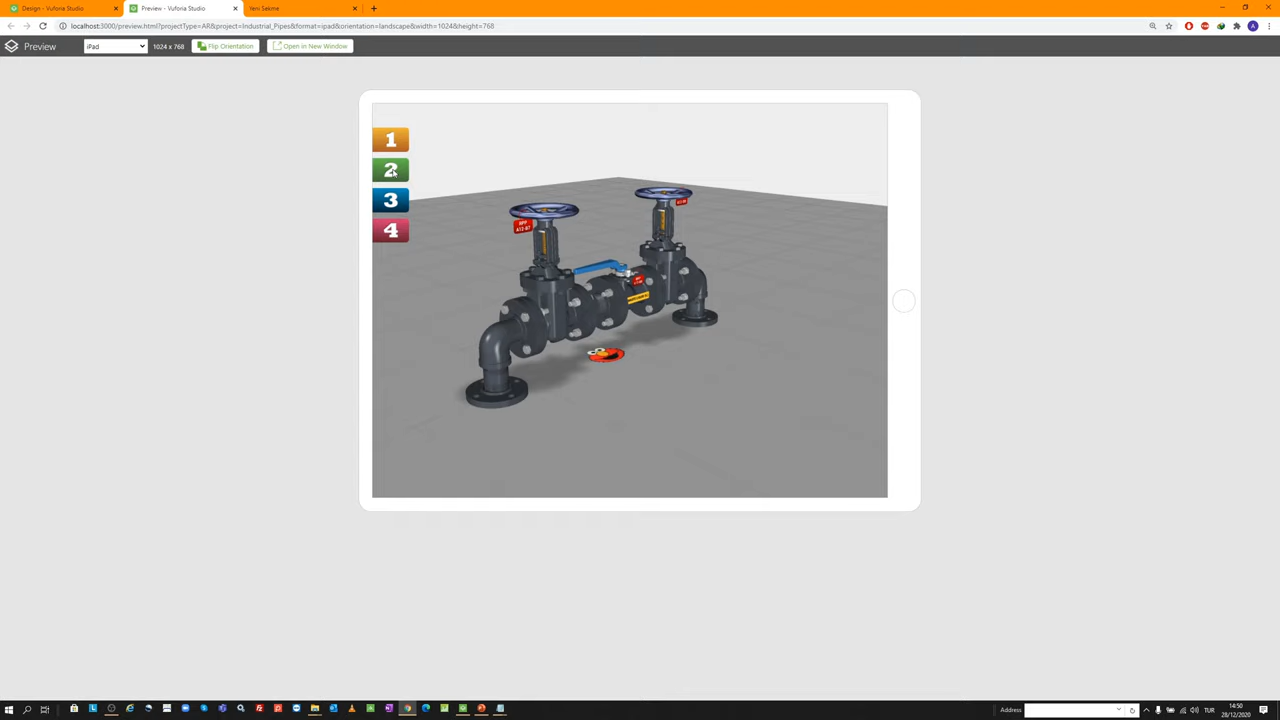 Design - Vuforia Studio
Preview - Vuforia Studio
Yeni Sekme
localhost:3000/preview.html?projectType=AR&project=Industrial_Pipes&format=ipad&orientation=landscape&width=1024&height=768
Preview
iPad
1024 x 768
Flip Orientation
Open in New Window
1
2
3
4
Address
TUR
14:50
28/12/2020